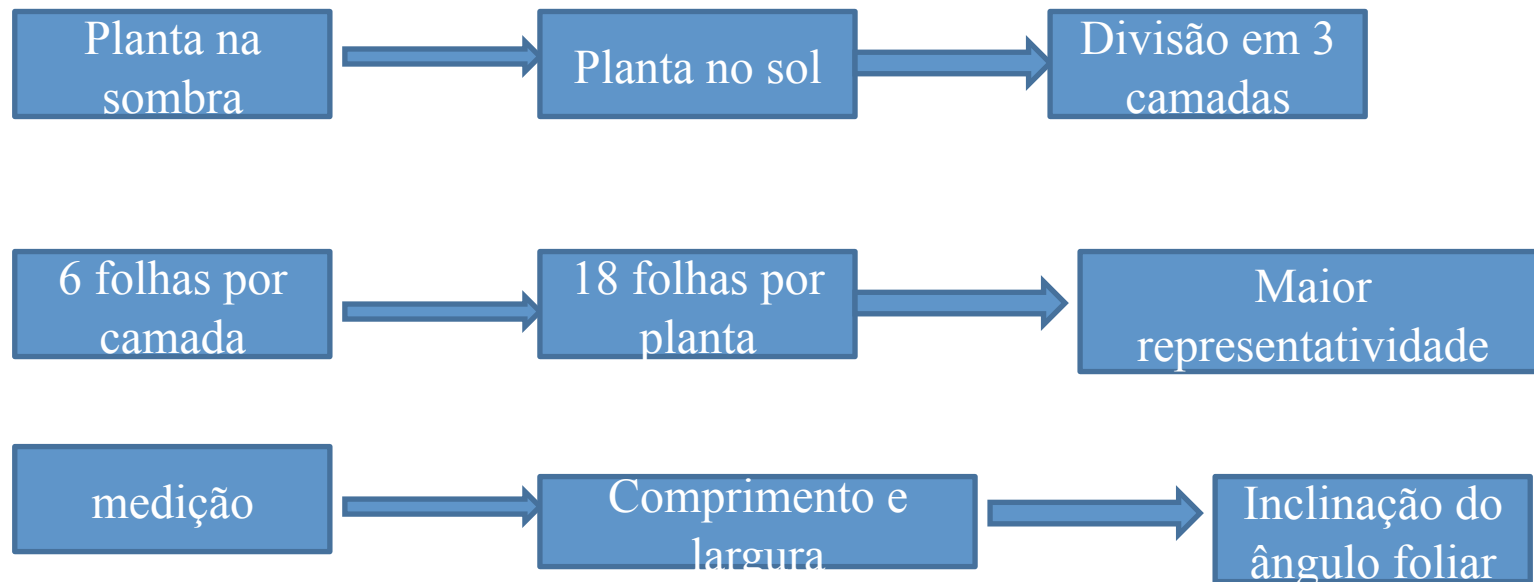 Planta na
sombra
Planta no sol
Divisão em 3
camadas
6 folhas por
camada
18 folhas por
planta
Maior
representatividade
medição
Comprimento e
largura
Inclinação do
ângulo foliar